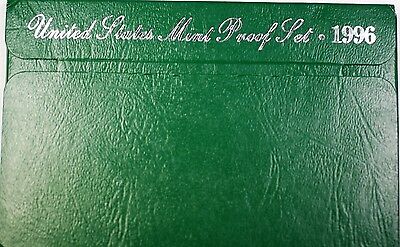 United States Mint Proof Set • 1996